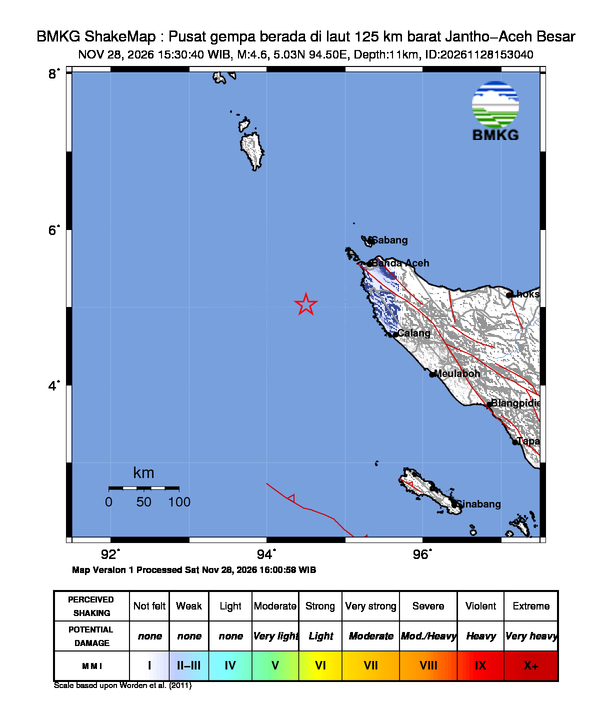 BMKG ShakeMap : Pusat gempa berada di laut 125 km barat Jantho-Aceh Besar
NOV 28, 2026 15:30:40 WIB, M:4.6, 5.03N 94.50E, Depth:11km, ID:20261128153040
8°
BMKG
6°
Sabang
Banda Aceh
Lhoks
Calang
4°
Meulaboh
Blangpidie
Tapa
km
0 50 100
Sinabang
92° 94° 96°
Map Version 1 Processed Sat Nov 28, 2026 16:00:58 WIB
PERCEIVED SHAKING Not felt Weak Light Moderate Strong Very strong Severe Violent Extreme
POTENTIAL DAMAGE none none none Very light Light Moderate Mod./Heavy Heavy Very heavy
MMI I II-III IV V VI VII VIII IX X+
Scale based upon Worden et al. (2011)